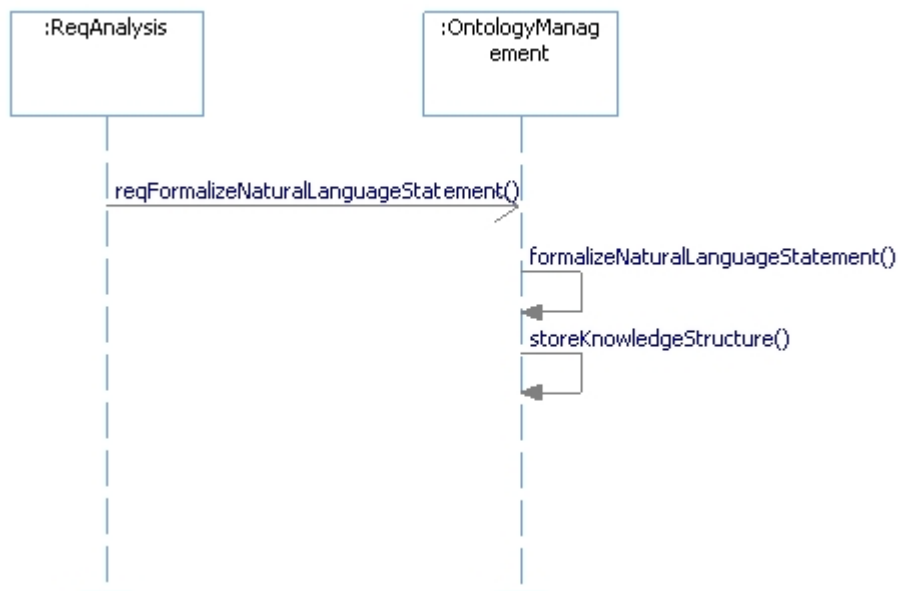 :ReqAnalysis
:OntologyManag
ement
reqFormalizeNaturalLanguageStatement()
formalizeNaturalLanguageStatement()
storeKnowledgeStructure()